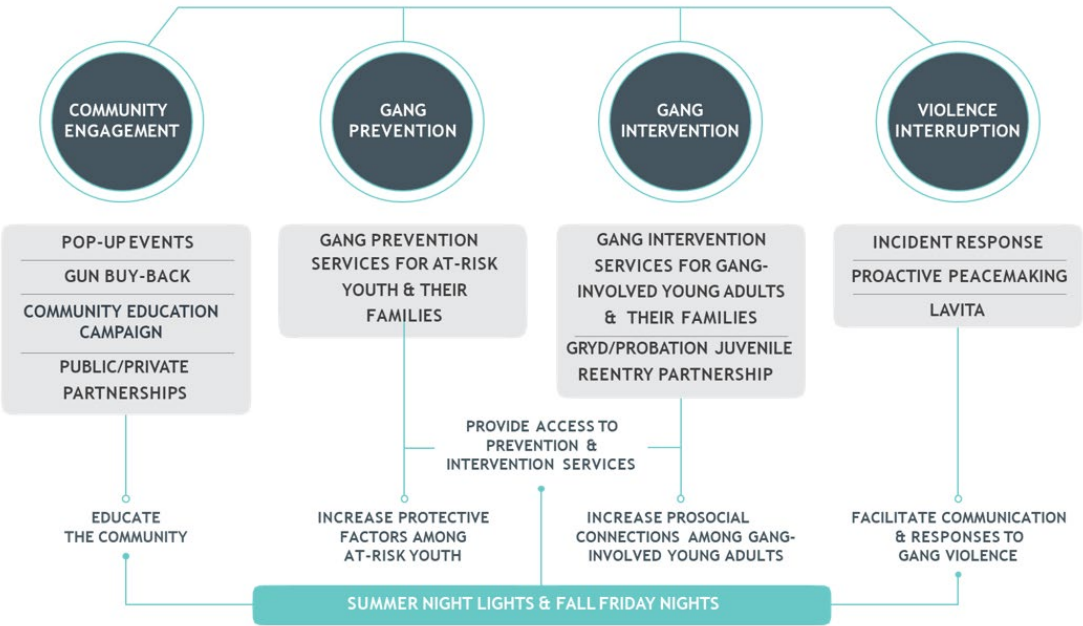 COMMUNITY
ENGAGEMENT
GANG
PREVENTION
GANG
INTERVENTION
VIOLENCE
INTERRUPTION
POP-UP EVENTS
GUN BUY-BACK
COMMUNITY EDUCATION
CAMPAIGN
PUBLIC/PRIVATE
PARTNERSHIPS
GANG PREVENTION
SERVICES FOR AT-RISK
YOUTH & THEIR
FAMILIES
GANG INTERVENTION
SERVICES FOR GANG-
INVOLVED YOUNG ADULTS
& THEIR FAMILIES
GRYD/PROBATION JUVENILE
REENTRY PARTNERSHIP
INCIDENT RESPONSE
PROACTIVE PEACEMAKING
LAVITA
PROVIDE ACCESS TO
PREVENTION &
INTERVENTION SERVICES
EDUCATE
THE COMMUNITY
INCREASE PROTECTIVE
FACTORS AMONG
AT-RISK YOUTH
INCREASE PROSOCIAL
CONNECTIONS AMONG GANG-
INVOLVED YOUNG ADULTS
FACILITATE COMMUNICATION
& RESPONSES TO
GANG VIOLENCE
SUMMER NIGHT LIGHTS & FALL FRIDAY NIGHTS